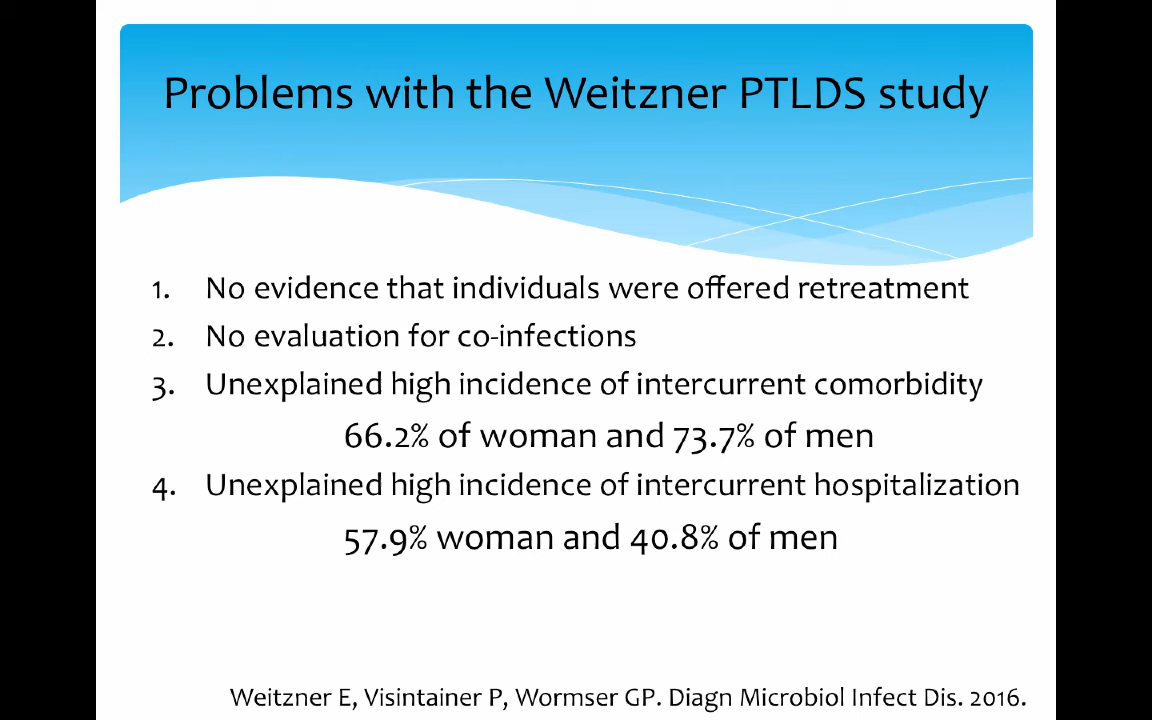 Problems with the Weitzner PTLDS study
1. No evidence that individuals were offered retreatment
2. No evaluation for co-infections
3. Unexplained high incidence of intercurrent comorbidity
66.2% of woman and 73.7% of men
4. Unexplained high incidence of intercurrent hospitalization
57.9% woman and 40.8% of men
Weitzner E, Visintainer P, Wormser GP. Diagn Microbiol Infect Dis. 2016.